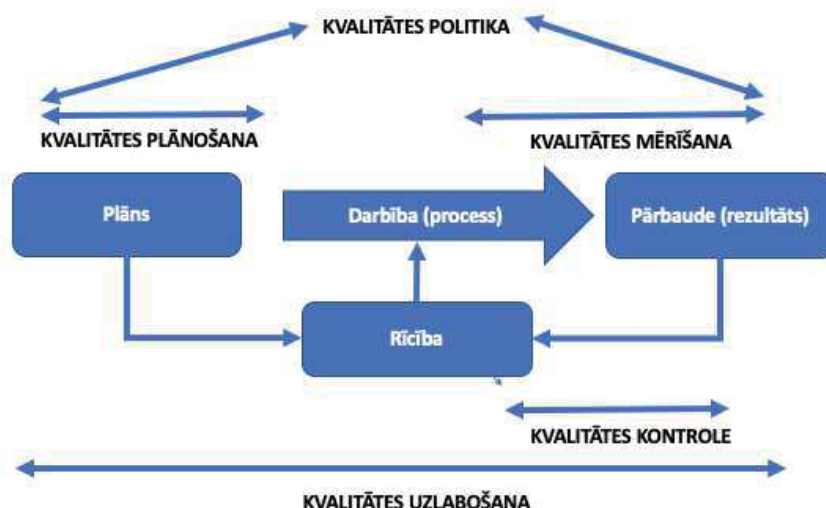 KVALITĀTES POLITIKA
KVALITĀTES PLĀNOŠANA
KVALITĀTES MĒRĪŠANA
Plāns
Darbība (process)
Pārbaude (rezultāts)
Rīcība
KVALITĀTES KONTROLE
KVALITĀTES UZLABOŠANA